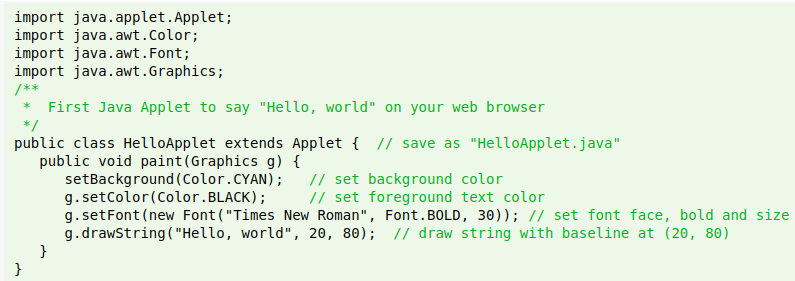 import java.applet.Applet;
import java.awt.Color;
import java.awt.Font;
import java.awt.Graphics;
/**
 *  First Java Applet to say "Hello, world" on your web browser
 */
public class HelloApplet extends Applet {  // save as "HelloApplet.java"
   public void paint(Graphics g) {
      setBackground(Color.CYAN);   // set background color
      g.setColor(Color.BLACK);     // set foreground text color
      g.setFont(new Font("Times New Roman", Font.BOLD, 30)); // set font face, bold and size
      g.drawString("Hello, world", 20, 80);  // draw string with baseline at (20, 80)
   }
}